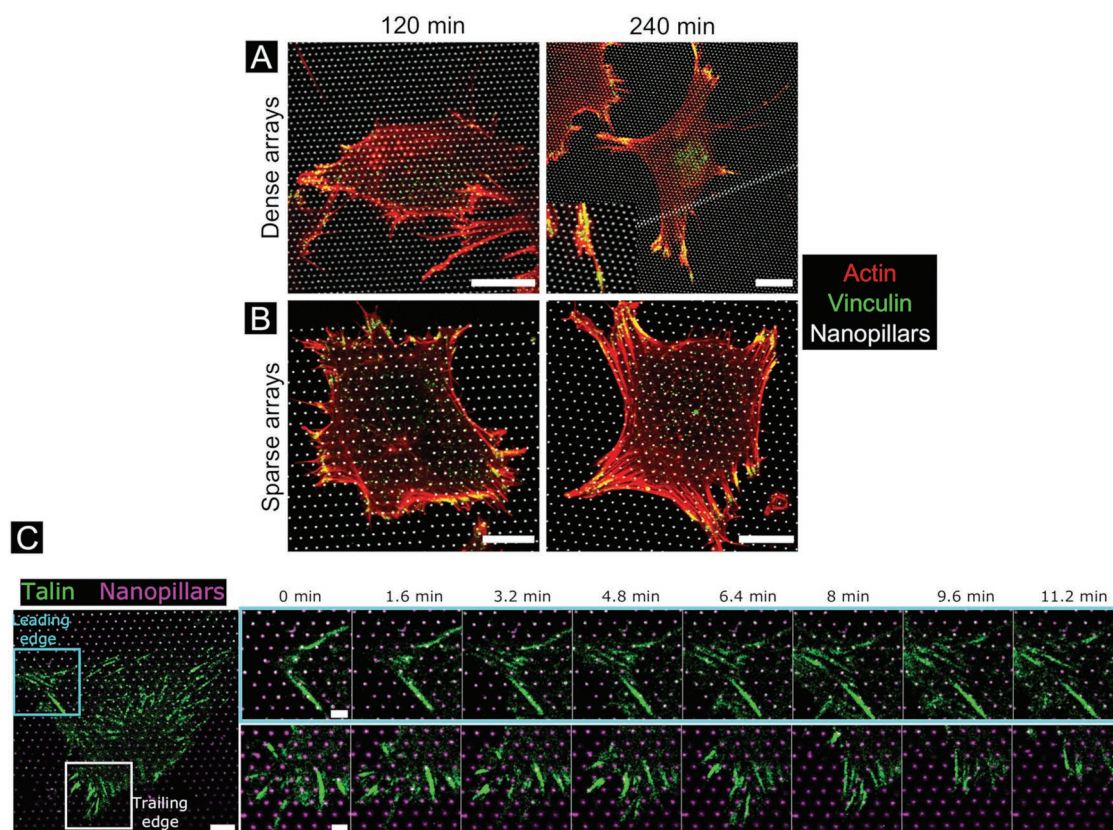 120 min
240 min
A
Dense arrays
Actin
Vinculin
Nanopillars
B
Sparse arrays
C
Talin Nanopillars
0 min
1.6 min
3.2 min
4.8 min
6.4 min
8 min
9.6 min
11.2 min
Leading
edge
Trailing
edge